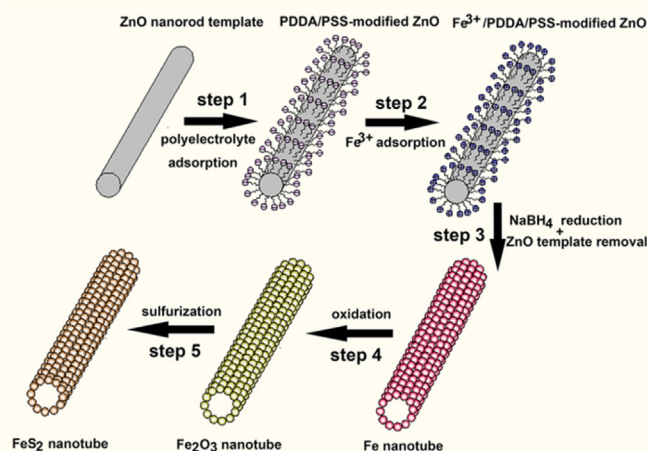 ZnO nanorod template
PDDA/PSS-modified ZnO
Fe³⁺/PDDA/PSS-modified ZnO
step 1
polyelectrolyte
adsorption
step 2
Fe³⁺ adsorption
step 3
NaBH₄ reduction
+
ZnO template removal
sulfurization
step 5
oxidation
step 4
FeS₂ nanotube
Fe₂O₃ nanotube
Fe nanotube